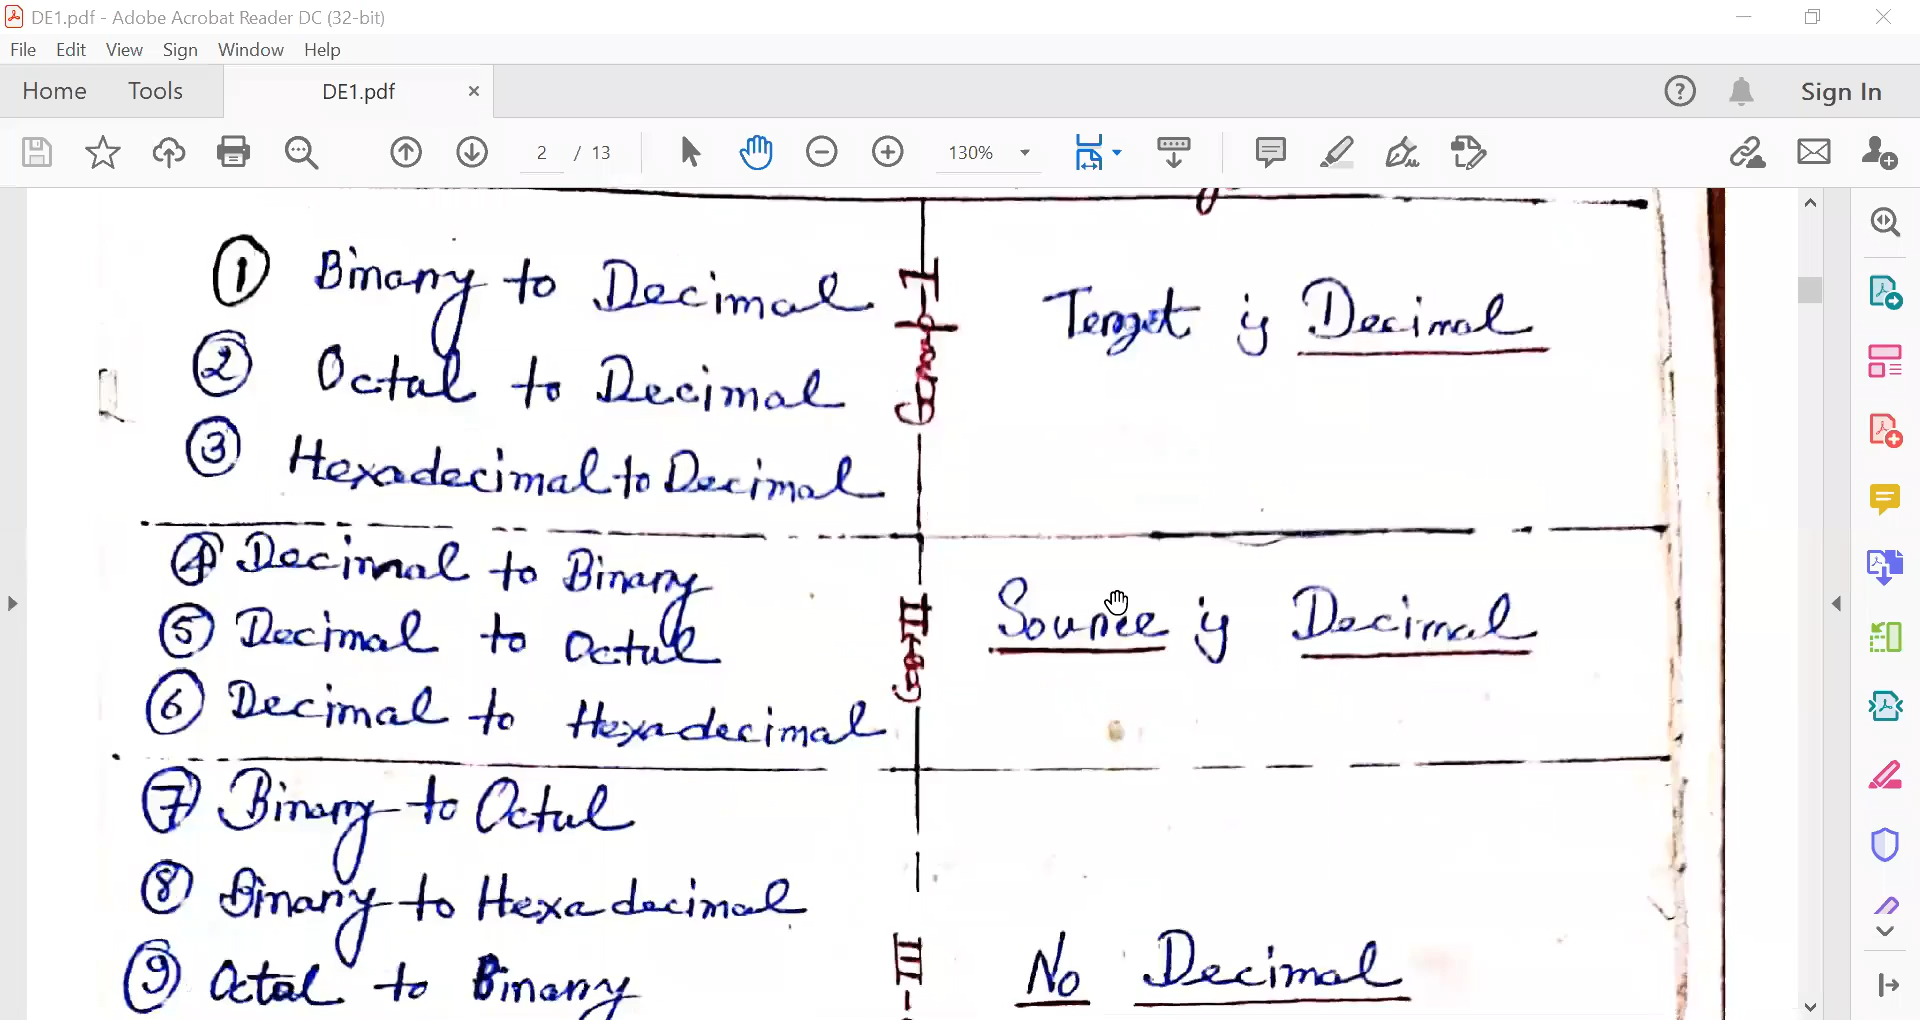 DE1.pdf - Adobe Acrobat Reader DC (32-bit)
File Edit View Sign Window Help
Home Tools DE1.pdf × Sign In
2 / 13 130%
① Binary to Decimal
② Octal to Decimal
③ Hexadecimal to Decimal
I
Target is Decimal
④ Decimal to Binary
⑤ Decimal to Octal
⑥ Decimal to Hexadecimal
II
Source is Decimal
⑦ Binary to Octal
⑧ Binary to Hexadecimal
⑨ Octal to Binary
III
No Decimal